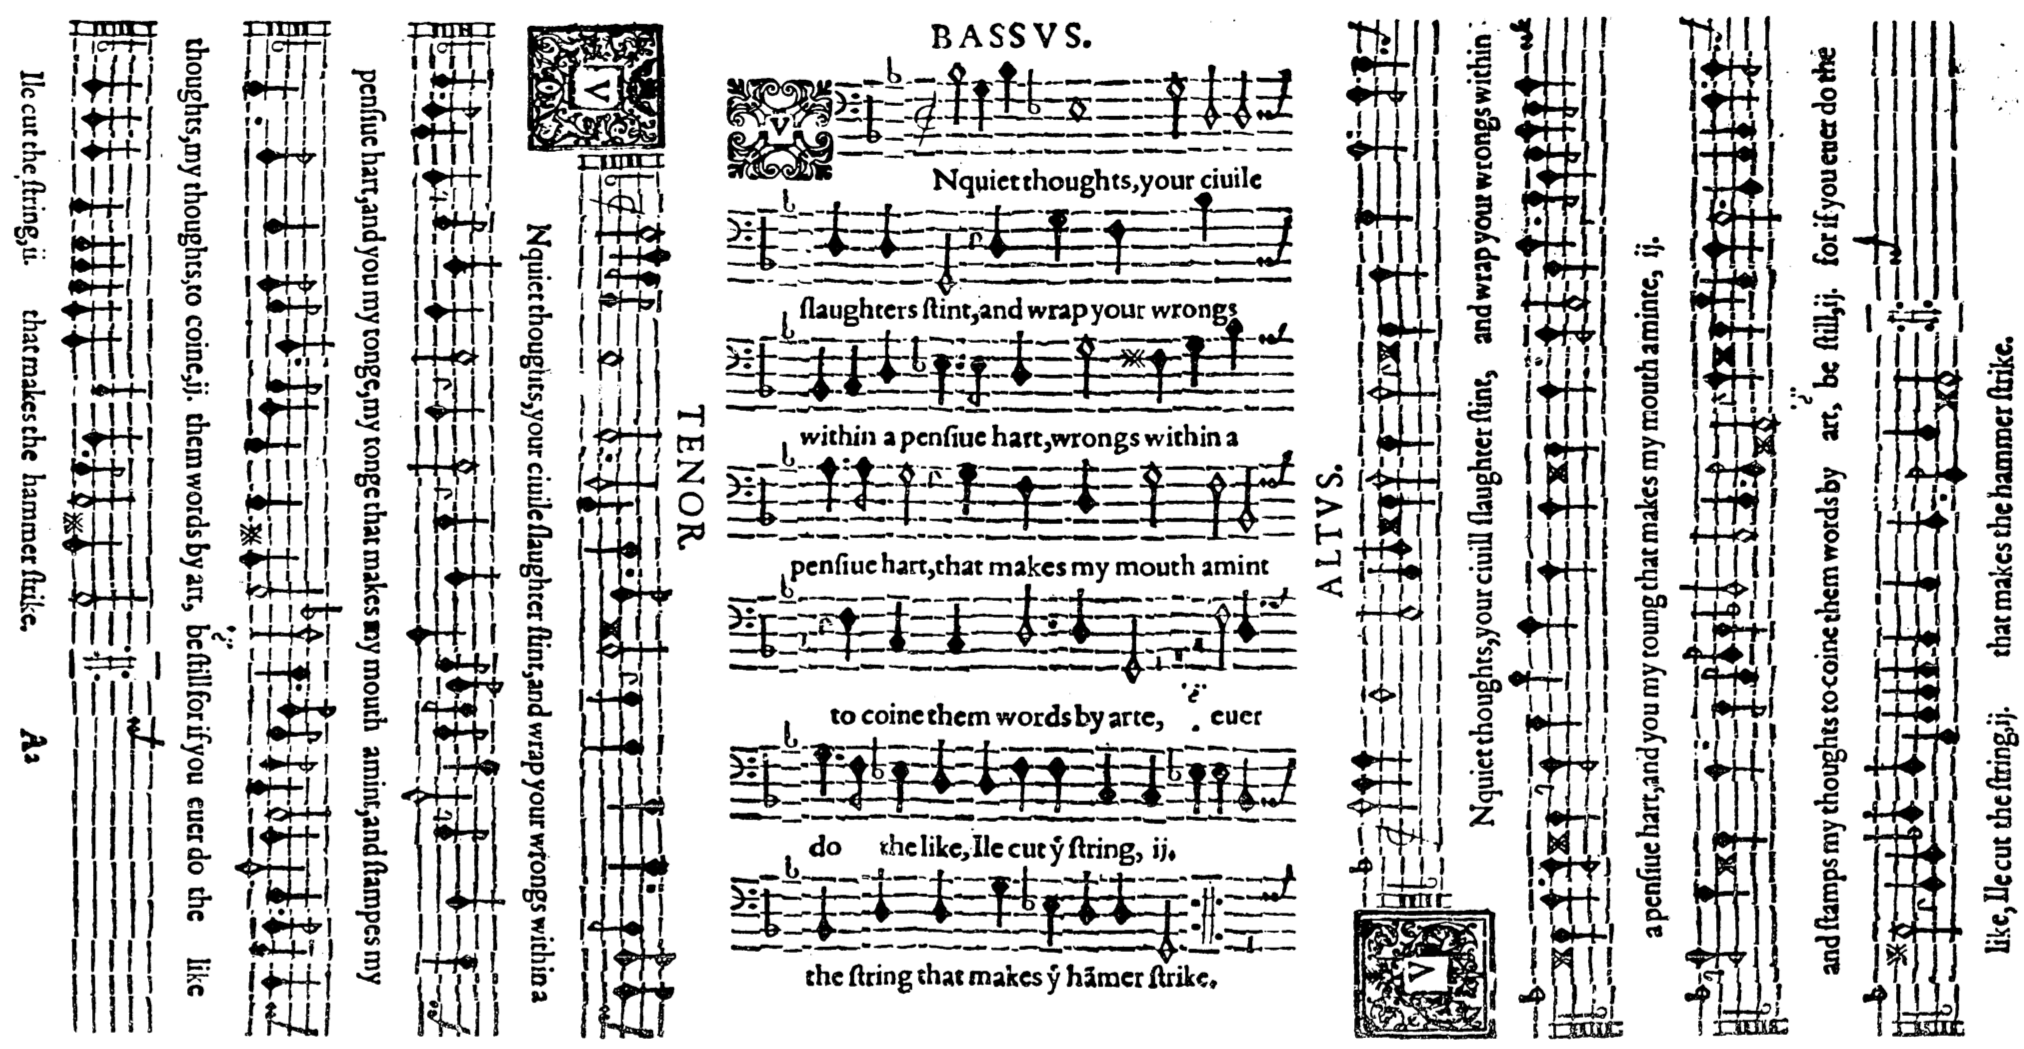 BASSVS.
V
Nquiet thoughts, your ciuile
ſlaughters ſtint, and wrap your wrongs
within a penſiue hart, wrongs within a
penſiue hart, that makes my mouth amint
to coine them words by arte, .ij. euer
do the like, Ile cut ẙ ſtring, ij.
the ſtring that makes ẙ hãmer ſtrike.
TENOR
V
Nquiet thoughts, your ciuile ſlaughter ſtint, and wrap your wrongs within a
penſiue hart, and you my tonge, my tonge that makes my mouth amint, and ſtampes my
thoughts, my thoughts, to coine, ij. them words by art, be ſtill for if you euer do the like
Ile cut the ſtring, ii. that makes the hammer ſtrike.
A2
ALTVS.
V
Nquiet thoughts, your ciuill ſlaughter ſtint, and wrap your wrongs within
a penſiue hart, and you my toung that makes my mouth aminte, ij.
and ſtamps my thoughts to coine them words by art, be ſtill, ij. for if you euer do the
like, Ile cut the ſtring, ij. that makes the hammer ſtrike.